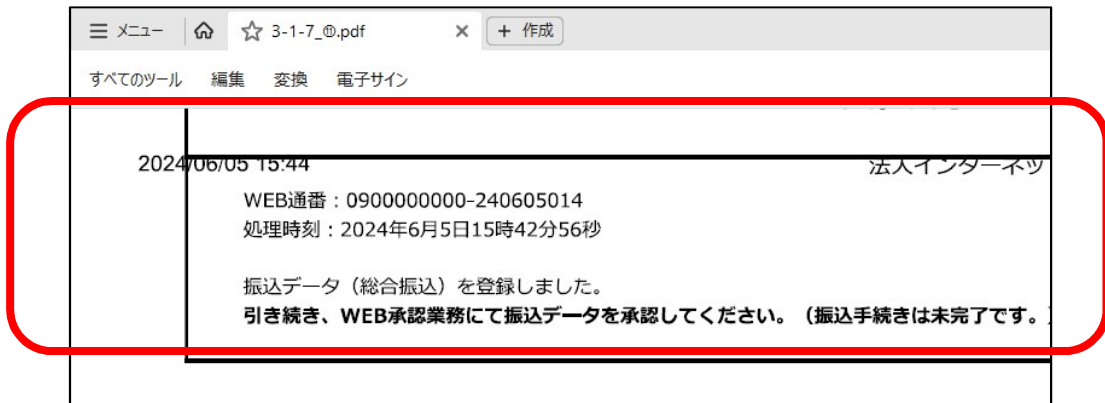 メニュー 3-1-7_⑪.pdf × + 作成
すべてのツール 編集 変換 電子サイン
2024/06/05 15:44 法人インターネッ
WEB通番：0900000000-240605014
処理時刻：2024年6月5日15時42分56秒
振込データ（総合振込）を登録しました。
引き続き、WEB承認業務にて振込データを承認してください。（振込手続きは未完了です。）